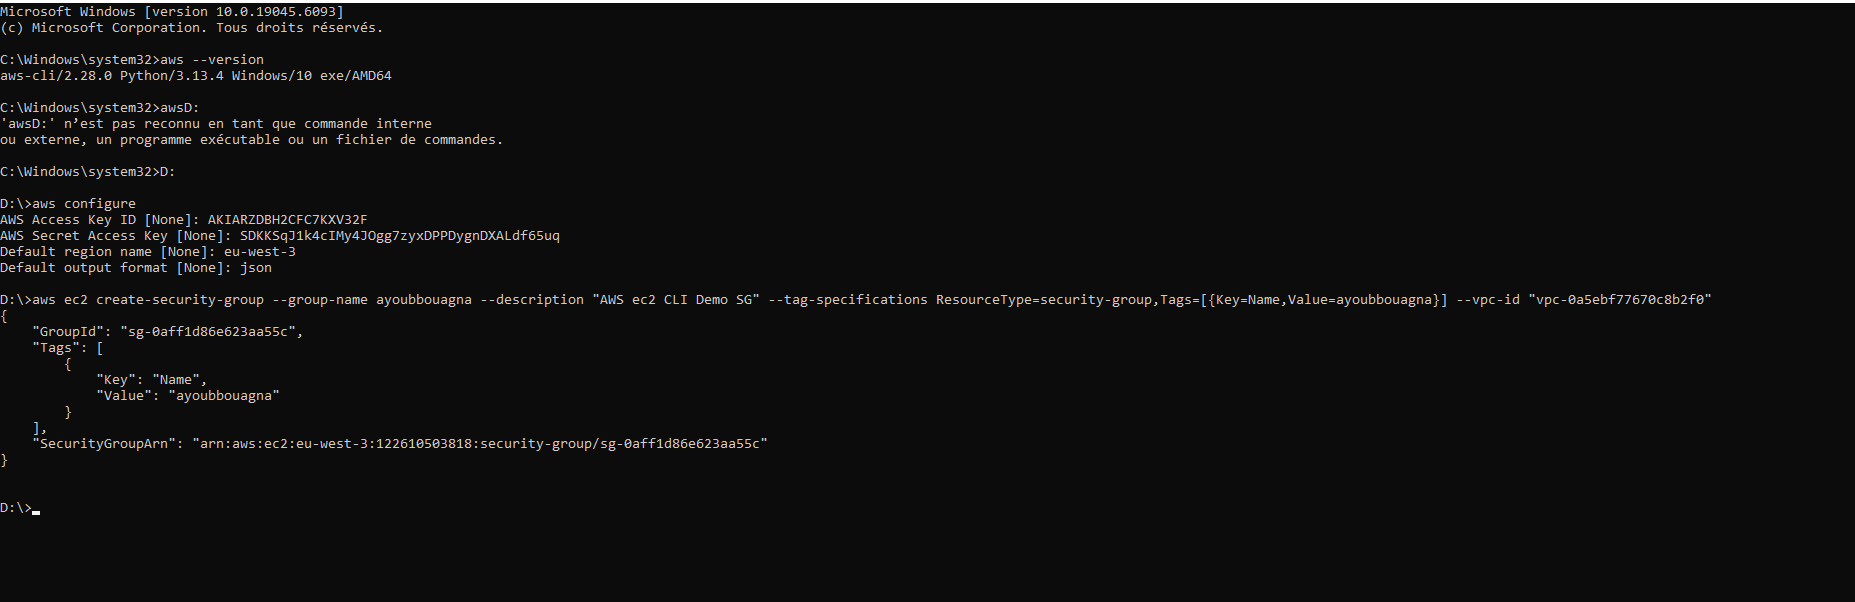 Microsoft Windows [version 10.0.19045.6093]
(c) Microsoft Corporation. Tous droits réservés.
C:\Windows\system32>aws --version
aws-cli/2.28.0 Python/3.13.4 Windows/10 exe/AMD64
C:\Windows\system32>awsD:
'awsD:' n’est pas reconnu en tant que commande interne
ou externe, un programme exécutable ou un fichier de commandes.
C:\Windows\system32>D:
D:\>aws configure
AWS Access Key ID [None]: AKIARZDBH2CFC7KXV32F
AWS Secret Access Key [None]: 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
Default region name [None]: eu-west-3
Default output format [None]: json
D:\>aws ec2 create-security-group --group-name ayoubbouagna --description "AWS ec2 CLI Demo SG" --tag-specifications ResourceType=security-group,Tags=[{Key=Name,Value=ayoubbouagna}] --vpc-id "vpc-0a5ebf77670c8b2f0"
{
    "GroupId": "sg-0aff1d86e623aa55c",
    "Tags": [
        {
            "Key": "Name",
            "Value": "ayoubbouagna"
        }
    ],
    "SecurityGroupArn": "arn:aws:ec2:eu-west-3:122610503818:security-group/sg-0aff1d86e623aa55c"
}
D:\>